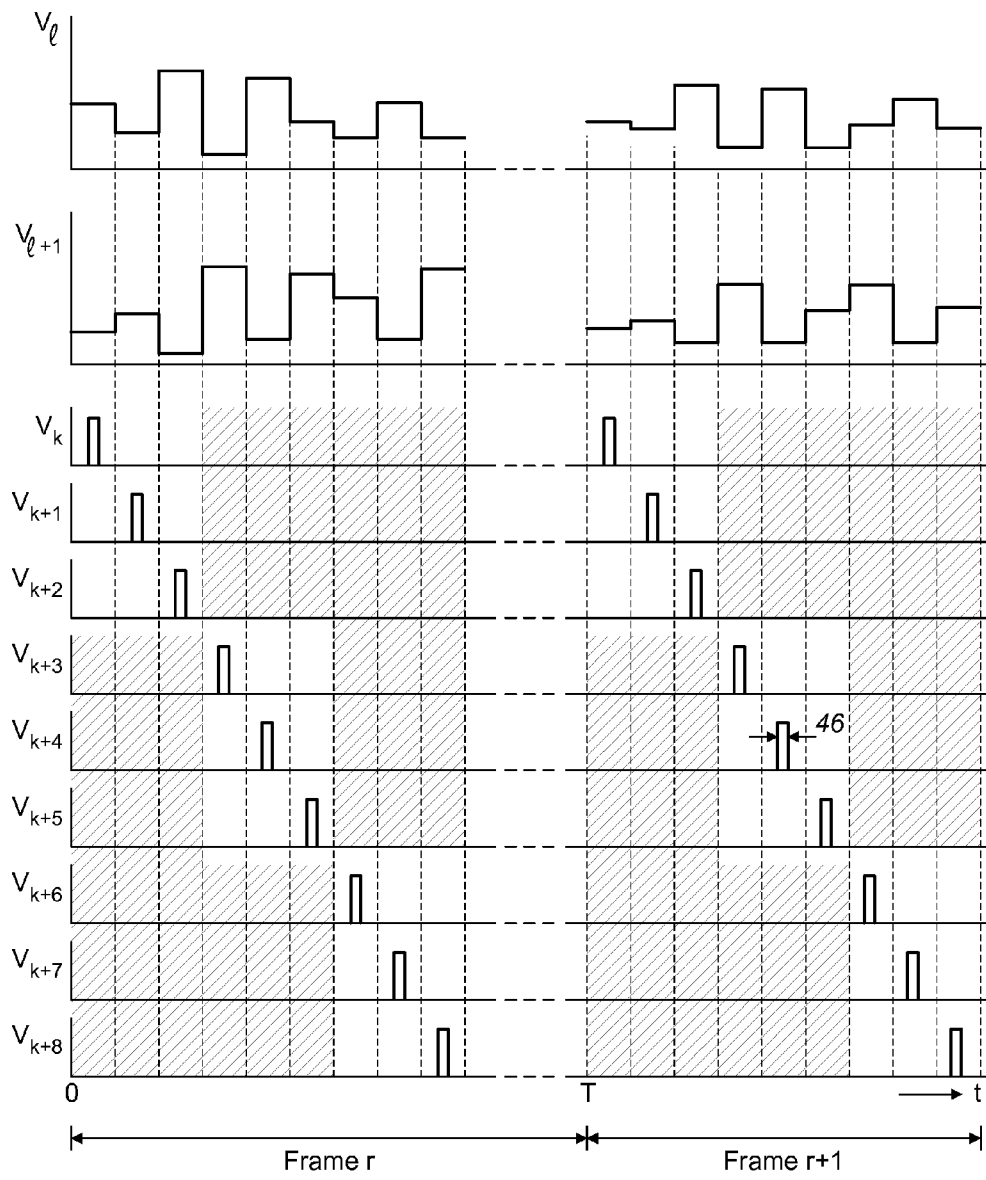 Vℓ
Vℓ+1
Vk
Vk+1
Vk+2
Vk+3
Vk+4
46
Vk+5
Vk+6
Vk+7
Vk+8
0 T t
Frame r Frame r+1